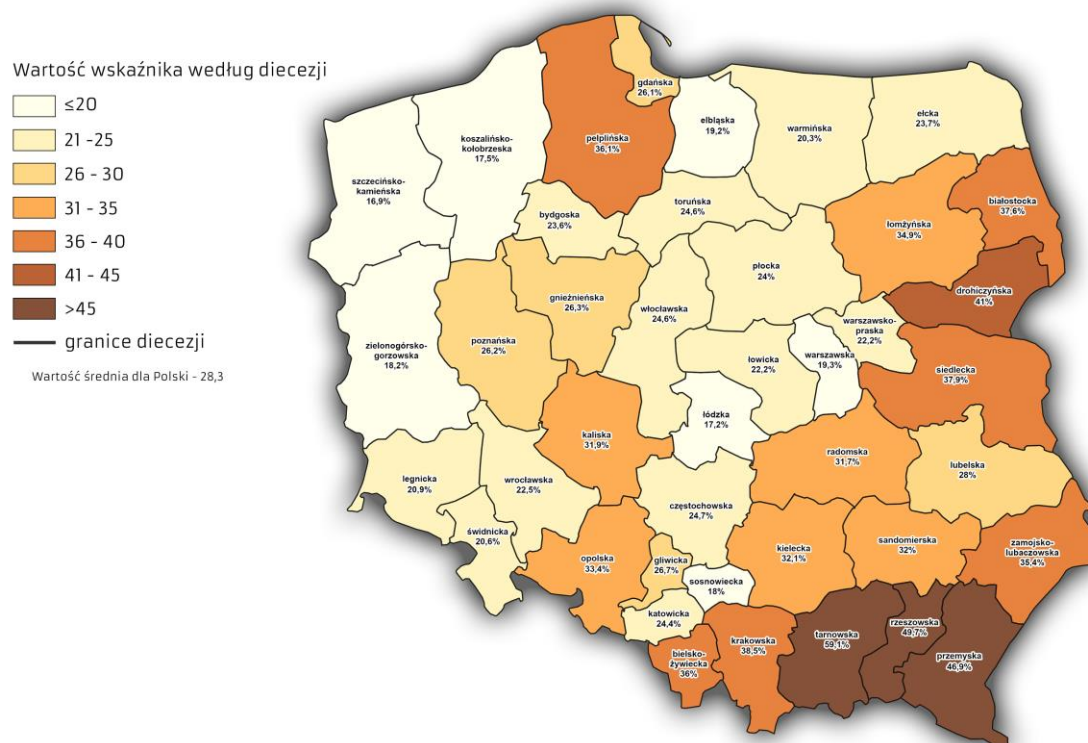 Wartość wskaźnika według diecezji
≤20
21 -25
26 - 30
31 - 35
36 - 40
41 - 45
>45
granice diecezji
Wartość średnia dla Polski - 28,3
gdańska
26,1%
pelplińska
36,1%
koszalińsko-
kołobrzeska
17,5%
szczecińsko-
kamieńska
16,9%
elbląska
19,2%
warmińska
20,3%
ełcka
23,7%
białostocka
37,6%
łomżyńska
34,9%
bydgoska
23,6%
toruńska
24,6%
płocka
24%
drohiczyńska
41%
gnieźnieńska
26,3%
włocławska
24,6%
warszawsko-
praska
22,2%
poznańska
26,2%
zielonogórsko-
gorzowska
18,2%
łowicka
22,2%
warszawska
19,3%
siedlecka
37,9%
łódzka
17,2%
kaliska
31,9%
radomska
31,7%
lubelska
28%
legnicka
20,9%
wrocławska
22,5%
częstochowska
24,7%
świdnicka
20,6%
opolska
33,4%
gliwicka
26,7%
kielecka
32,1%
sandomierska
32%
zamojsko-
lubaczowska
35,4%
sosnowiecka
18%
katowicka
24,4%
bielsko-
żywiecka
36%
krakowska
38,5%
tarnowska
59,1%
rzeszowska
49,7%
przemyska
46,9%